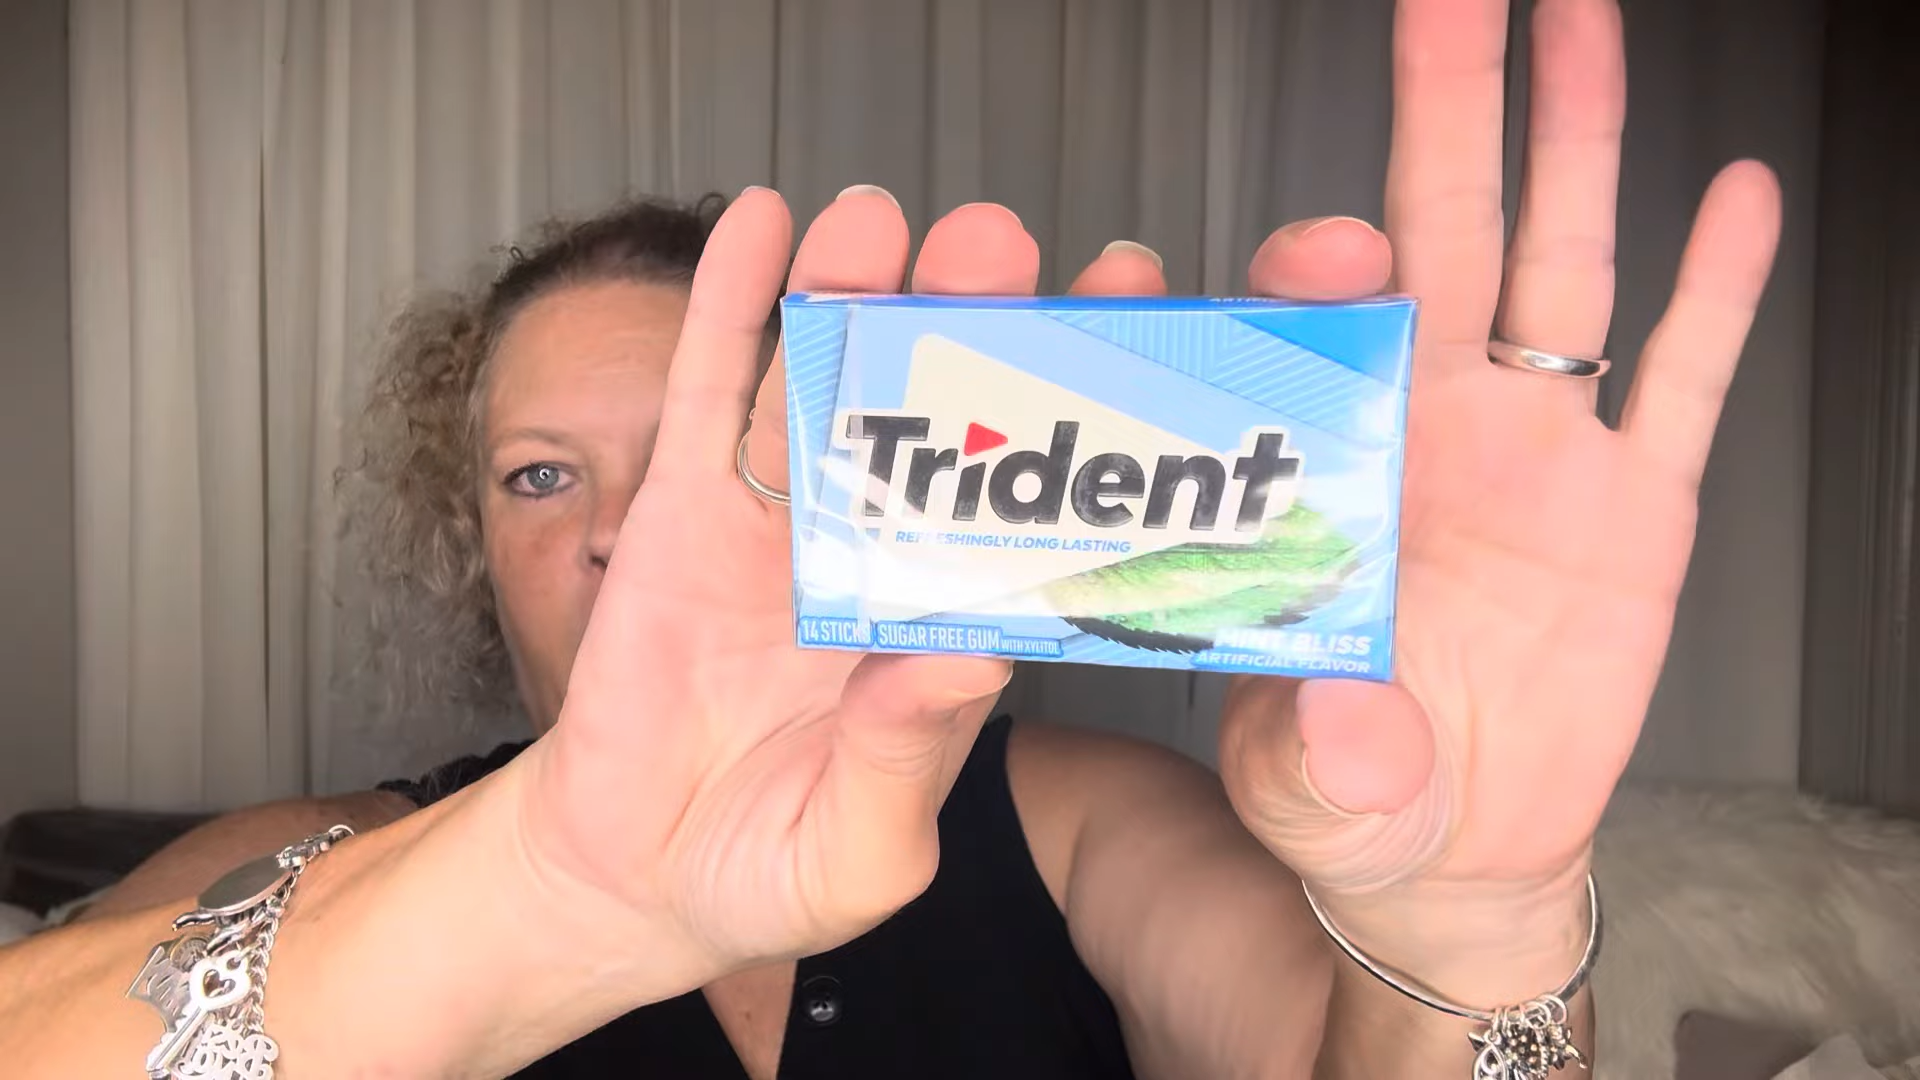 Trident
REFRESHINGLY LONG LASTING
14 STICKS SUGAR FREE GUM WITH XYLITOL
MINT BLISS
ARTIFICIAL FLAVOR